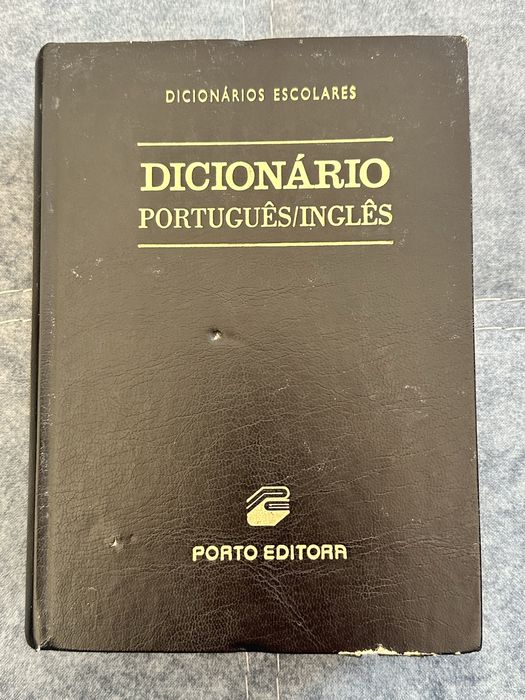 DICIONÁRIOS ESCOLARES
DICIONÁRIO
PORTUGUÊS/INGLÊS
PORTO EDITORA